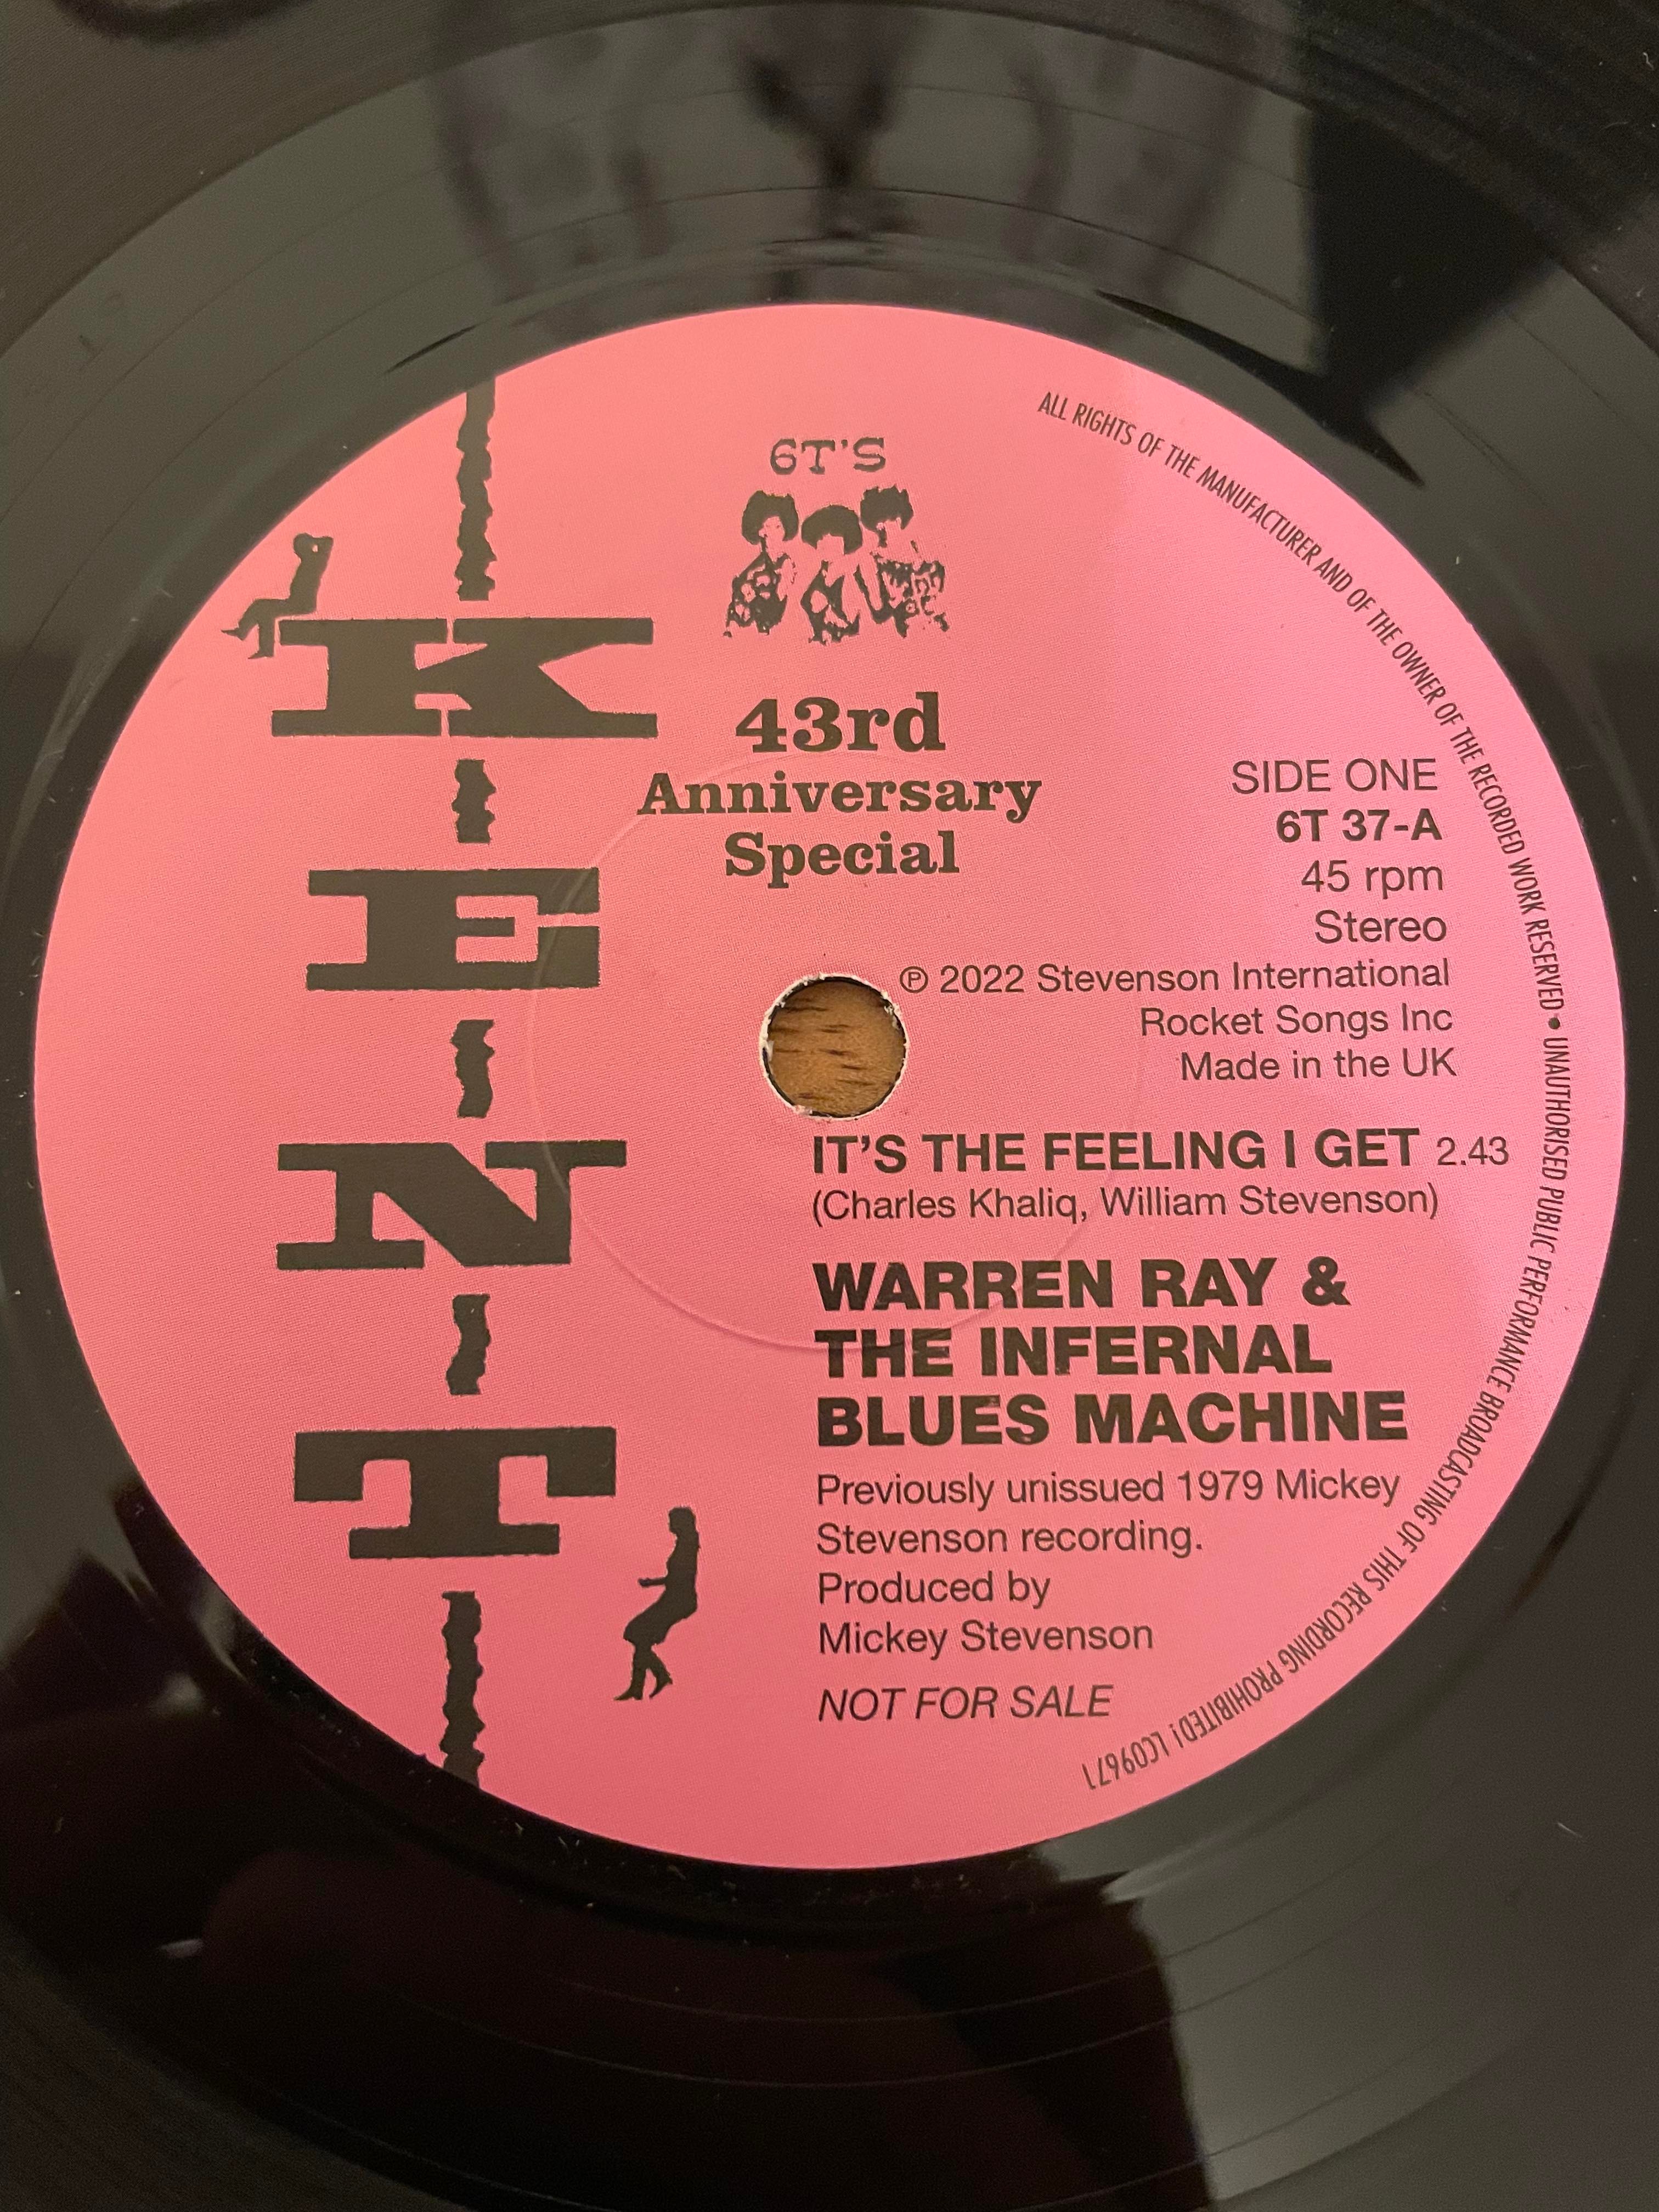 KENT
6T'S
43rd
Anniversary
Special
SIDE ONE
6T 37-A
45 rpm
Stereo
℗ 2022 Stevenson International
Rocket Songs Inc
Made in the UK
IT'S THE FEELING I GET 2.43
(Charles Khaliq, William Stevenson)
WARREN RAY &
THE INFERNAL
BLUES MACHINE
Previously unissued 1979 Mickey
Stevenson recording.
Produced by
Mickey Stevenson
NOT FOR SALE
ALL RIGHTS OF THE MANUFACTURER AND OF THE OWNER OF THE RECORDED WORK RESERVED • UNAUTHORISED PUBLIC PERFORMANCE BROADCASTING OF THIS RECORDING PROHIBITED! LC09671